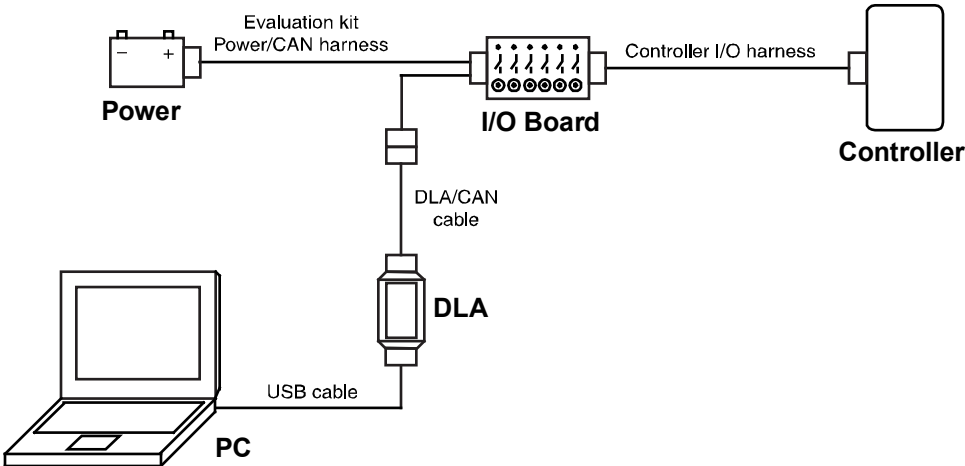 Evaluation kit
Power/CAN harness
Controller I/O harness
Power
I/O Board
Controller
DLA/CAN
cable
DLA
USB cable
PC